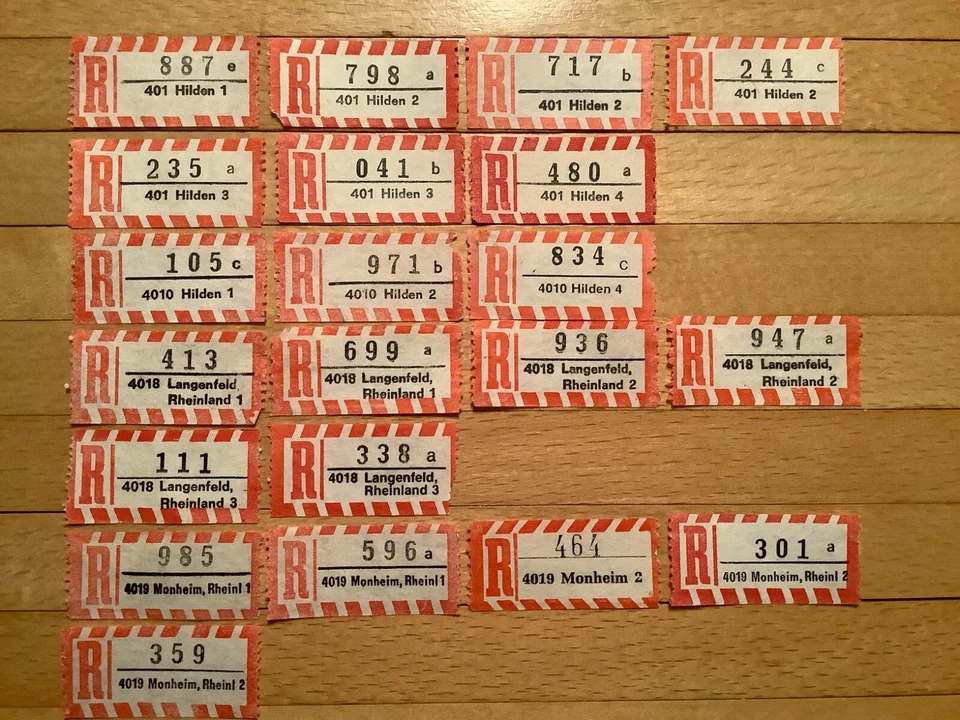 R 887 e
401 Hilden 1
R 798 a
401 Hilden 2
R 717 b
401 Hilden 2
R 244 c
401 Hilden 2
R 235 a
401 Hilden 3
R 041 b
401 Hilden 3
R 480 a
401 Hilden 4
R 105 c
4010 Hilden 1
R 971 b
4010 Hilden 2
R 834 c
4010 Hilden 4
R 413
4018 Langenfeld,
Rheinland 1
R 699 a
4018 Langenfeld,
Rheinland 1
R 936
4018 Langenfeld,
Rheinland 2
R 947 a
4018 Langenfeld,
Rheinland 2
R 111
4018 Langenfeld,
Rheinland 3
R 338 a
4018 Langenfeld,
Rheinland 3
R 985
4019 Monheim, Rheinl 1
R 596 a
4019 Monheim, Rheinl 1
R 464
4019 Monheim 2
R 301 a
4019 Monheim, Rheinl 2
R 359
4019 Monheim, Rheinl 2